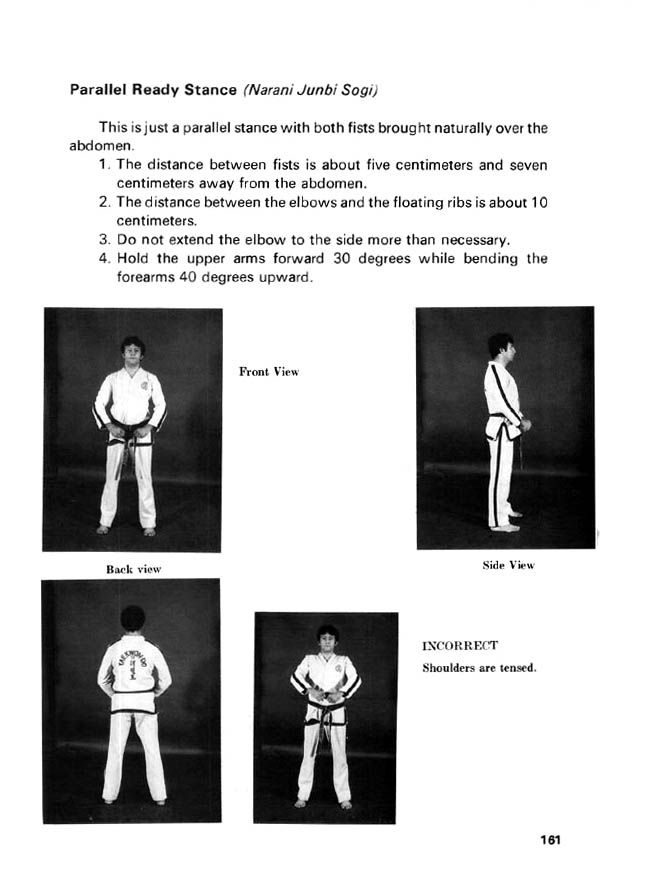 Parallel Ready Stance (Narani Junbi Sogi)
This is just a parallel stance with both fists brought naturally over the
abdomen.
1. The distance between fists is about five centimeters and seven
centimeters away from the abdomen.
2. The distance between the elbows and the floating ribs is about 10
centimeters.
3. Do not extend the elbow to the side more than necessary.
4. Hold the upper arms forward 30 degrees while bending the
forearms 40 degrees upward.
Front View
Side View
Back view
TAEKWON-DO
INCORRECT
Shoulders are tensed.
161